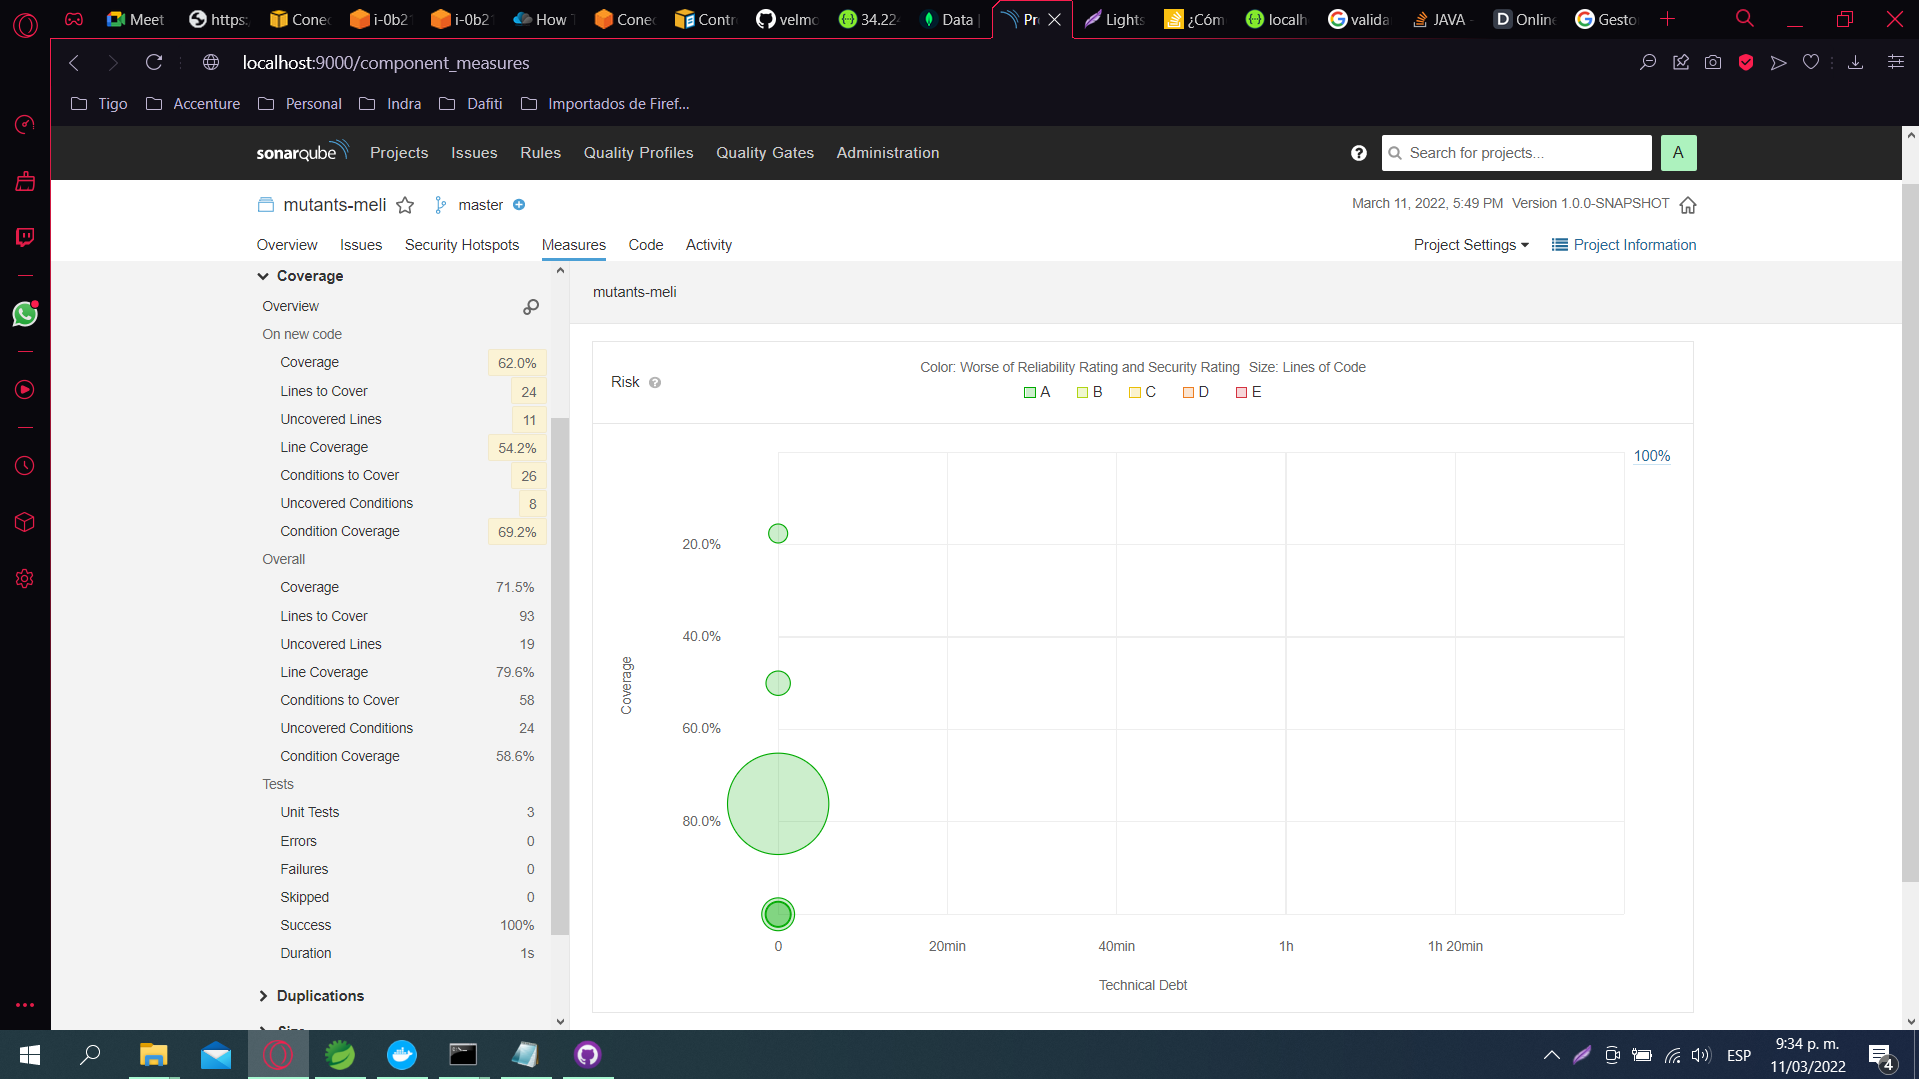 Meet
https:
Conec
i-0b21
i-0b21
How T
Conec
Contro
velmo
34.224
Data |
Pro
Lights
¿Cóm
localh
valida
JAVA -
Online
Gesto
localhost:9000/component_measures
Tigo
Accenture
Personal
Indra
Dafiti
Importados de Firef...
sonarqube
Projects
Issues
Rules
Quality Profiles
Quality Gates
Administration
?
Search for projects...
A
mutants-meli
master
March 11, 2022, 5:49 PM
Version 1.0.0-SNAPSHOT
Overview
Issues
Security Hotspots
Measures
Code
Activity
Project Settings
Project Information
Coverage
Overview
On new code
Coverage 62.0%
Lines to Cover 24
Uncovered Lines 11
Line Coverage 54.2%
Conditions to Cover 26
Uncovered Conditions 8
Condition Coverage 69.2%
Overall
Coverage 71.5%
Lines to Cover 93
Uncovered Lines 19
Line Coverage 79.6%
Conditions to Cover 58
Uncovered Conditions 24
Condition Coverage 58.6%
Tests
Unit Tests 3
Errors 0
Failures 0
Skipped 0
Success 100%
Duration 1s
Duplications
mutants-meli
Risk ?
Color: Worse of Reliability Rating and Security Rating Size: Lines of Code
A B C D E
100%
20.0%
40.0%
60.0%
80.0%
Coverage
0 20min 40min 1h 1h 20min
Technical Debt
ESP
9:34 p. m.
11/03/2022
4